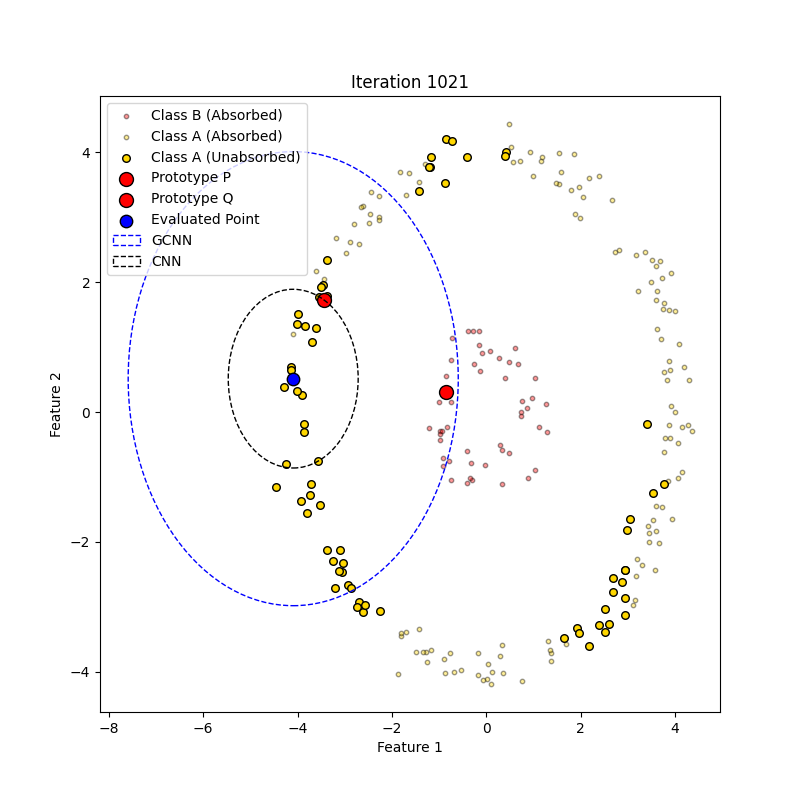 Iteration 1021
Class B (Absorbed)
Class A (Absorbed)
Class A (Unabsorbed)
Prototype P
Prototype Q
Evaluated Point
GCNN
CNN
Feature 2
4
2
0
−2
−4
−8
−6
−4
−2
0
2
4
Feature 1